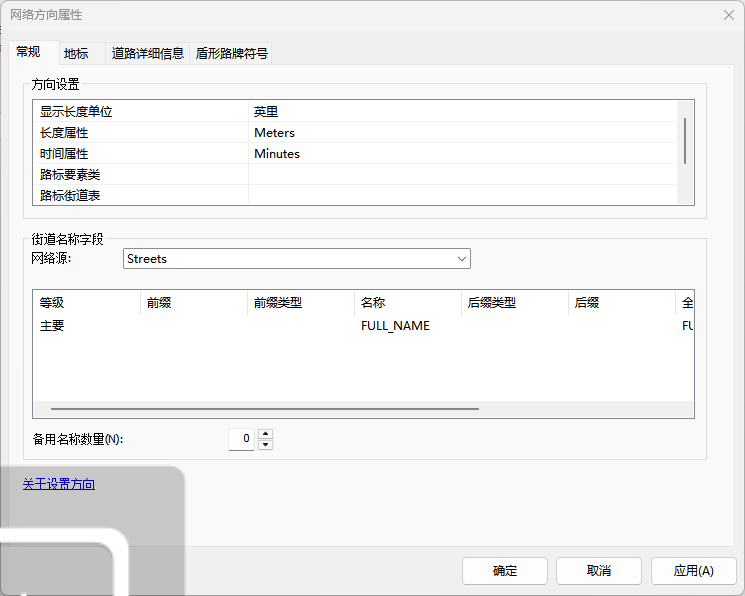 网络方向属性
常规 地标 道路详细信息 盾形路牌符号
方向设置
显示长度单位 英里
长度属性 Meters
时间属性 Minutes
路标要素类
路标街道表
街道名称字段
网络源: Streets
等级 前缀 前缀类型 名称 后缀类型 后缀 全
主要 FULL_NAME FU
备用名称数量(N): 0
关于设置方向
确定 取消 应用(A)